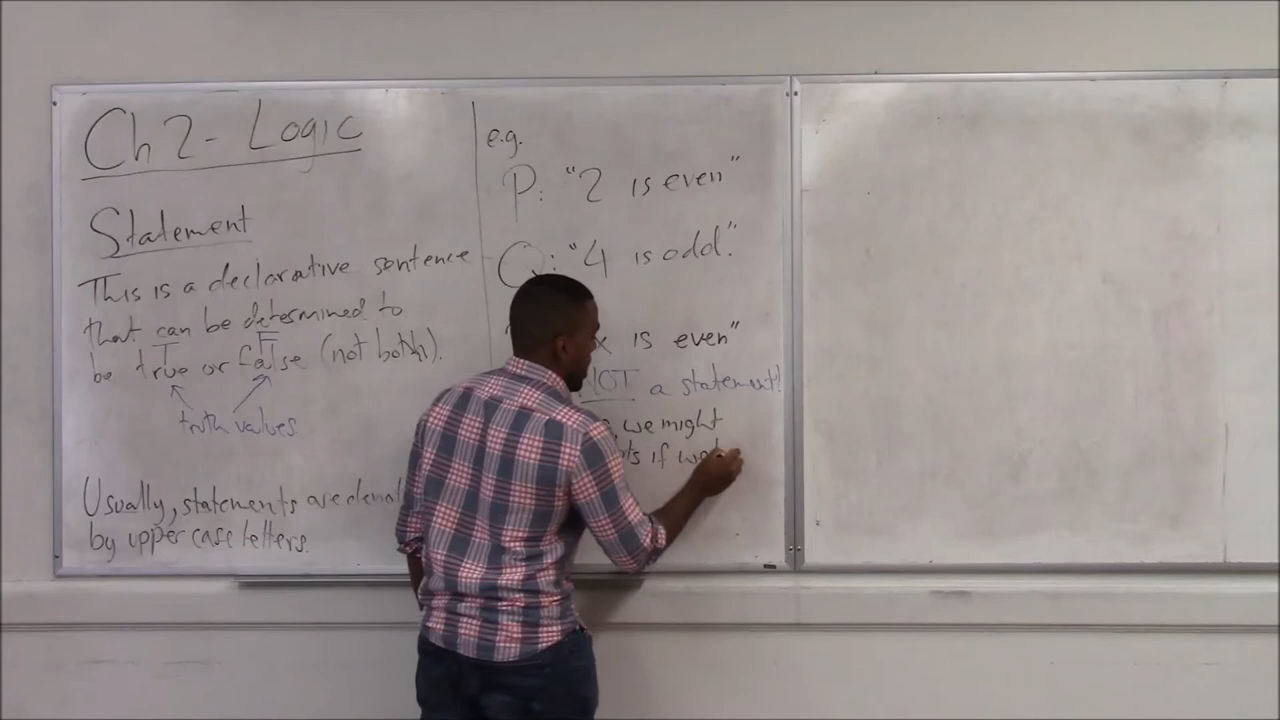 Ch 2 - Logic
Statement
This is a declarative sentence
that can be determined to
T F
be true or false (not both).
truth values
Usually, statements are
by upper case letters.
e.g.
P: "2 is even"
Q: "4 is odd."
x is even"
NOT a statement!
we might
if we